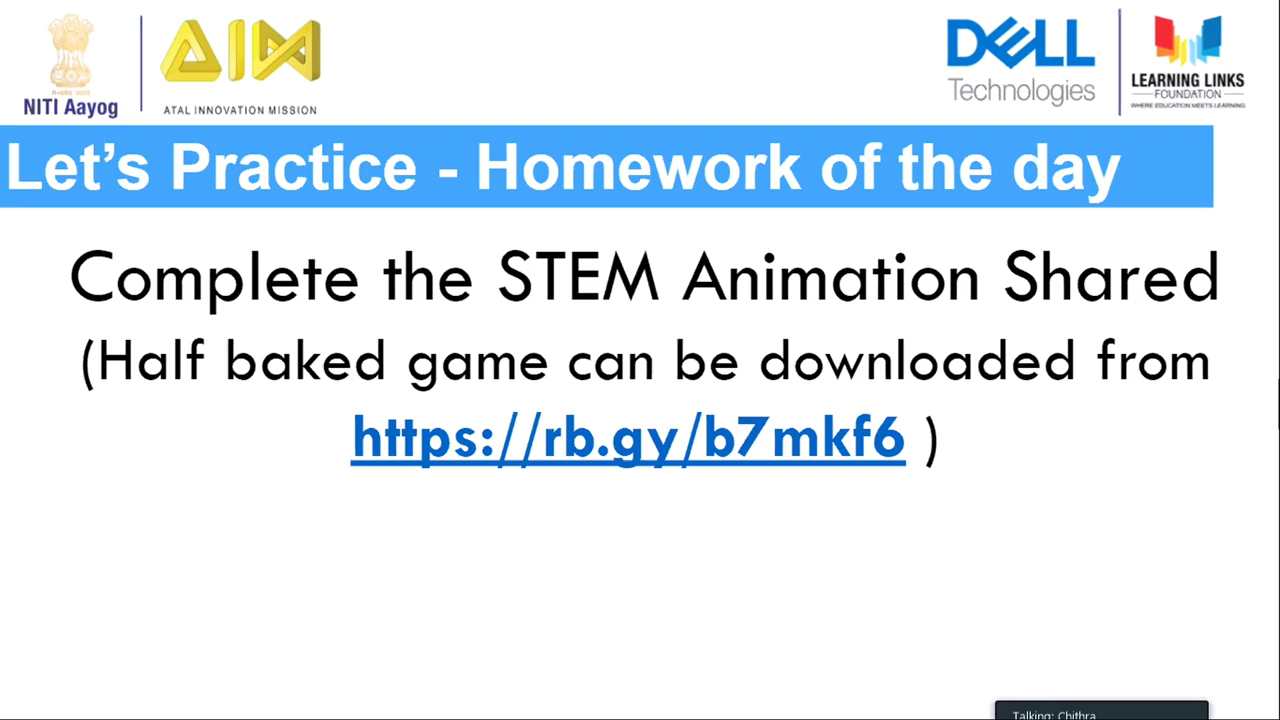 NITI Aayog
AIM
ATAL INNOVATION MISSION
DELL
Technologies
LEARNING LINKS
FOUNDATION
WHERE EDUCATION MEETS LEARNING
Let's Practice - Homework of the day
Complete the STEM Animation Shared
(Half baked game can be downloaded from
https://rb.gy/b7mkf6 )
Talking: Chithra